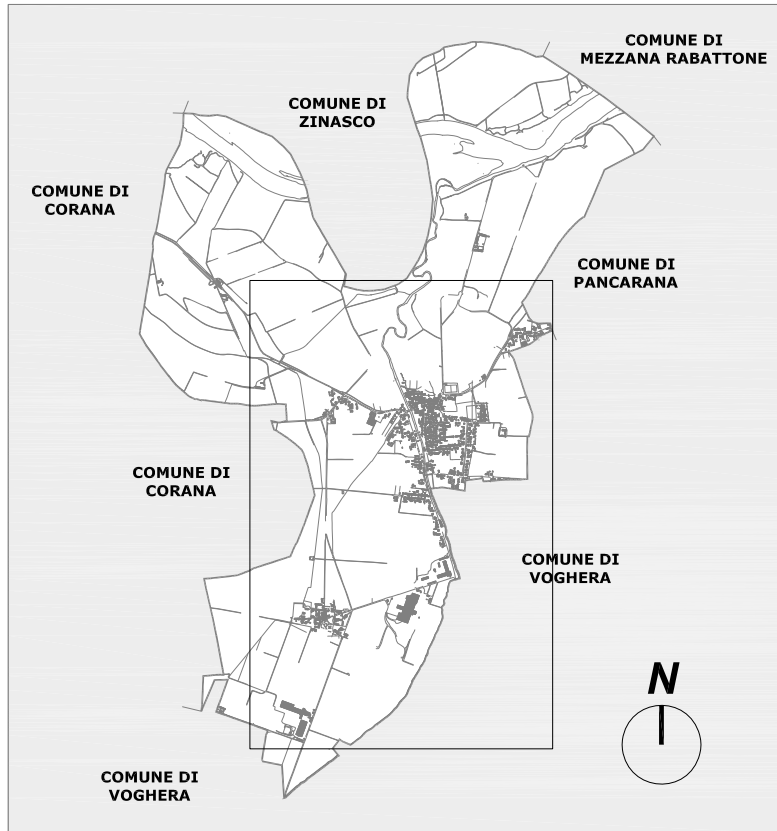 COMUNE DI
MEZZANA RABATTONE
COMUNE DI
ZINASCO
COMUNE DI
CORANA
COMUNE DI
PANCARANA
COMUNE DI
CORANA
COMUNE DI
VOGHERA
N
COMUNE DI
VOGHERA